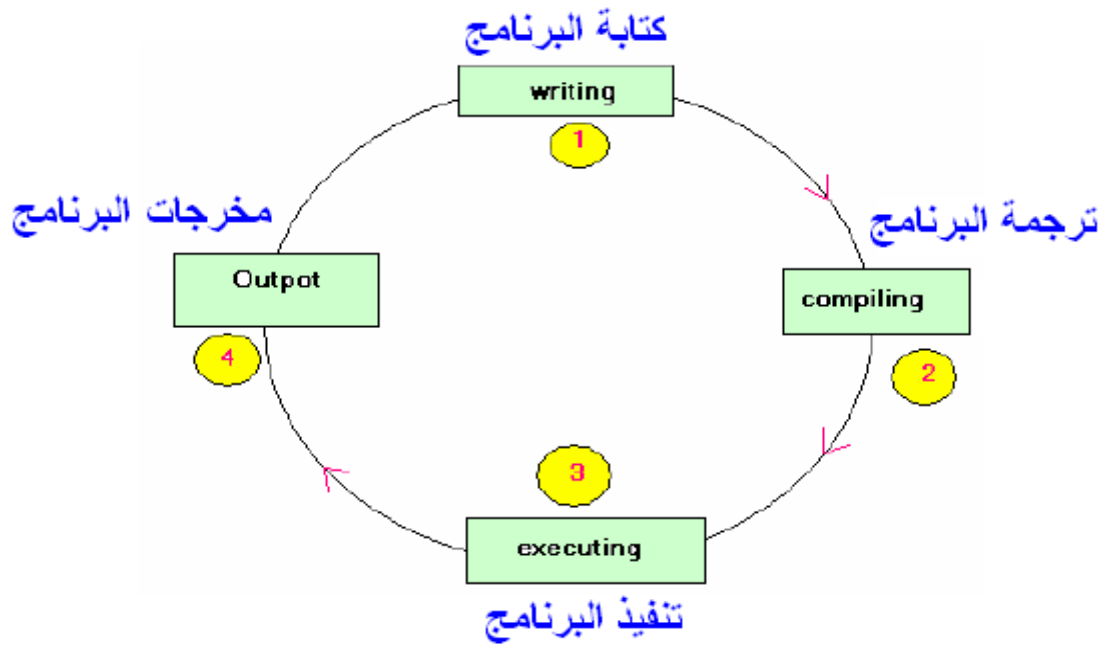 كتابة البرنامج
writing
1
ترجمة البرنامج
compiling
2
3
executing
تنفيذ البرنامج
مخرجات البرنامج
Outpot
4